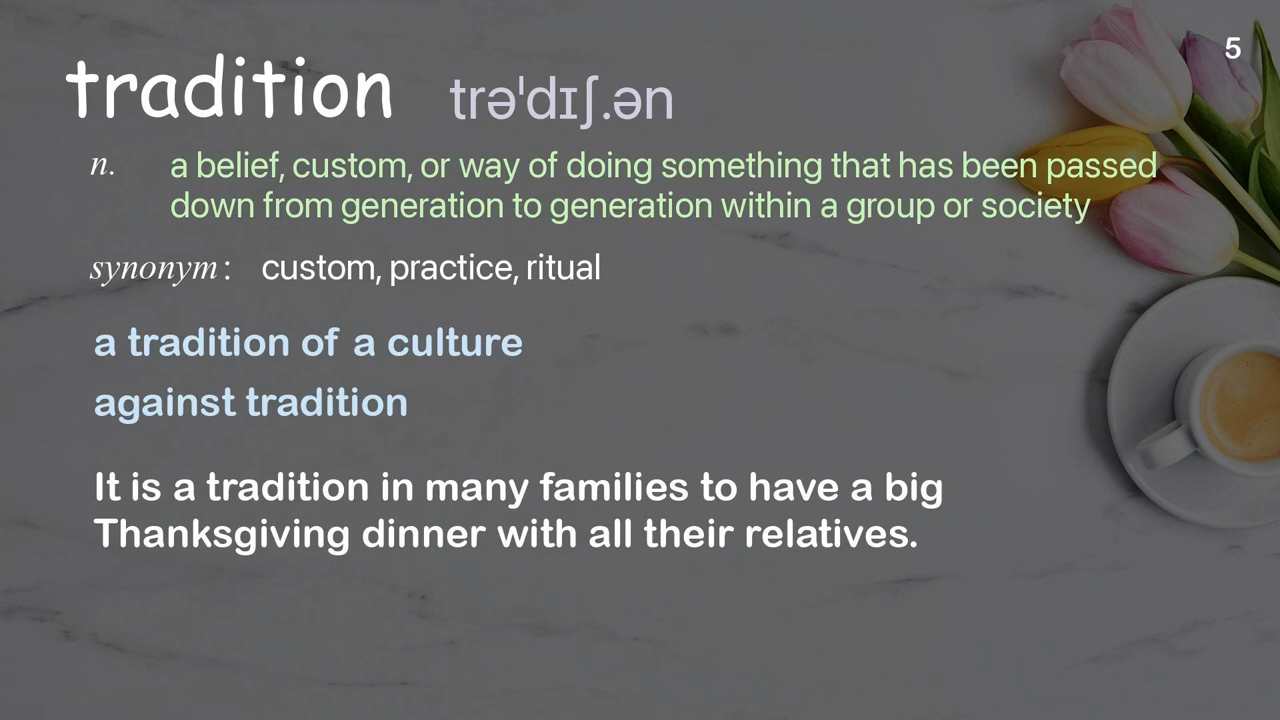 5
tradition trəˈdɪʃ.ən
n. a belief, custom, or way of doing something that has been passed
down from generation to generation within a group or society
synonym: custom, practice, ritual
a tradition of a culture
against tradition
It is a tradition in many families to have a big
Thanksgiving dinner with all their relatives.